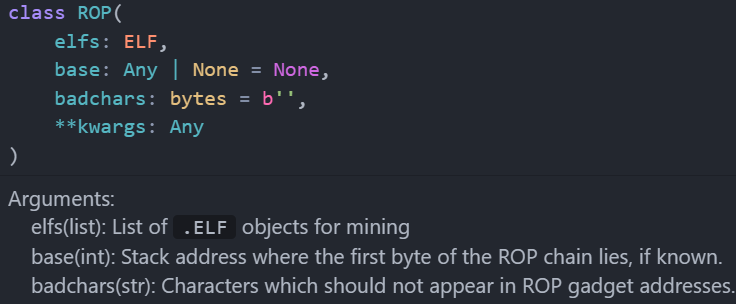 class ROP(
    elfs: ELF,
    base: Any | None = None,
    badchars: bytes = b'',
    **kwargs: Any
)
Arguments:
elfs(list): List of .ELF objects for mining
base(int): Stack address where the first byte of the ROP chain lies, if known.
badchars(str): Characters which should not appear in ROP gadget addresses.